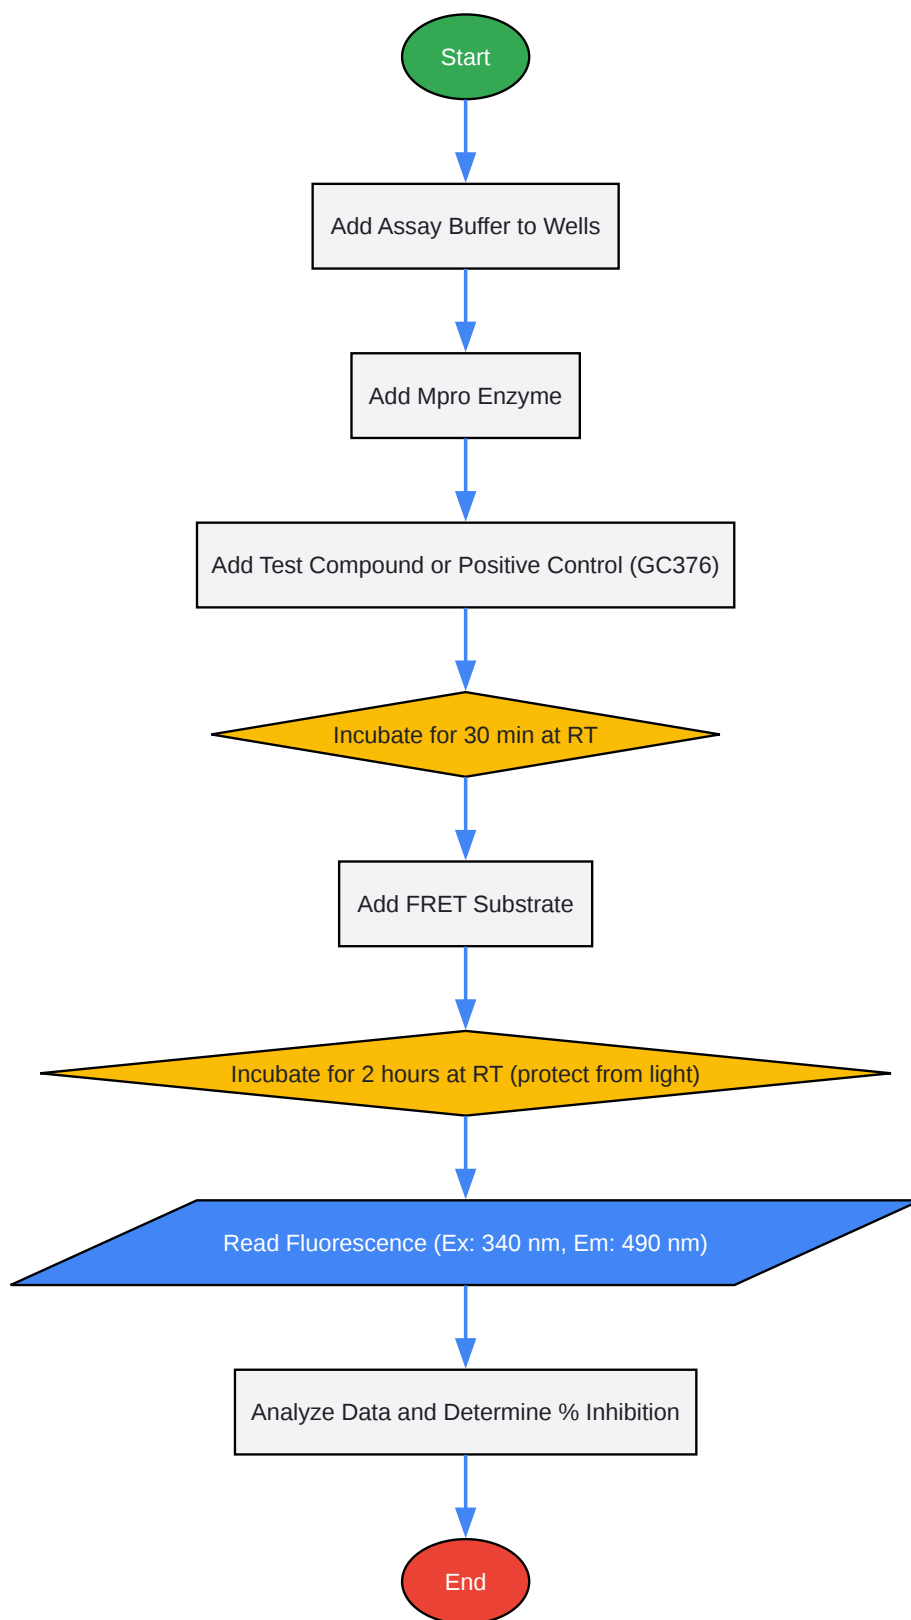 Start
Add Assay Buffer to Wells
Add Mpro Enzyme
Add Test Compound or Positive Control (GC376)
Incubate for 30 min at RT
Add FRET Substrate
Incubate for 2 hours at RT (protect from light)
Read Fluorescence (Ex: 340 nm, Em: 490 nm)
Analyze Data and Determine % Inhibition
End